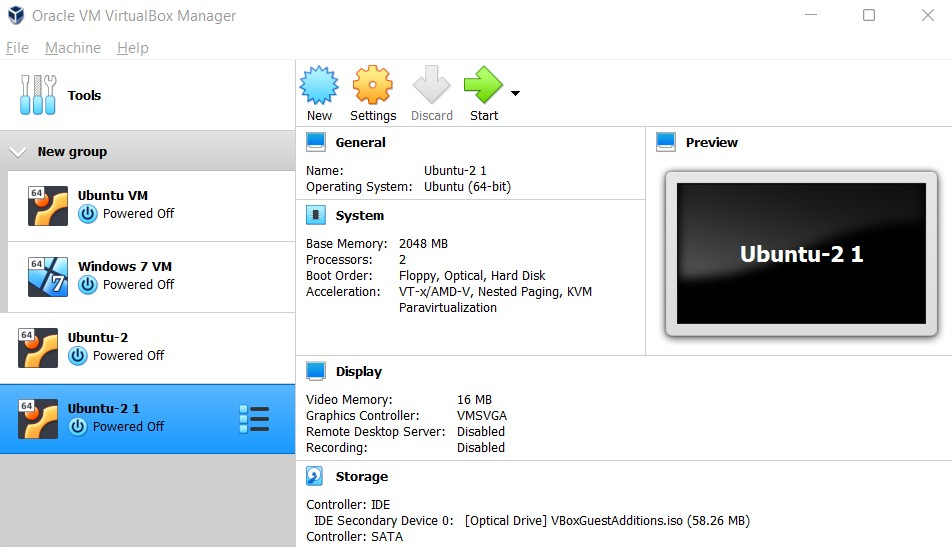 Oracle VM VirtualBox Manager
File Machine Help
Tools
New group
64
Ubuntu VM
Powered Off
64
7
Windows 7 VM
Powered Off
64
Ubuntu-2
Powered Off
64
Ubuntu-2 1
Powered Off
New Settings Discard Start
General
Name: Ubuntu-2 1
Operating System: Ubuntu (64-bit)
System
Base Memory: 2048 MB
Processors: 2
Boot Order: Floppy, Optical, Hard Disk
Acceleration: VT-x/AMD-V, Nested Paging, KVM
Paravirtualization
Preview
Ubuntu-2 1
Display
Video Memory: 16 MB
Graphics Controller: VMSVGA
Remote Desktop Server: Disabled
Recording: Disabled
Storage
Controller: IDE
IDE Secondary Device 0: [Optical Drive] VBoxGuestAdditions.iso (58.26 MB)
Controller: SATA